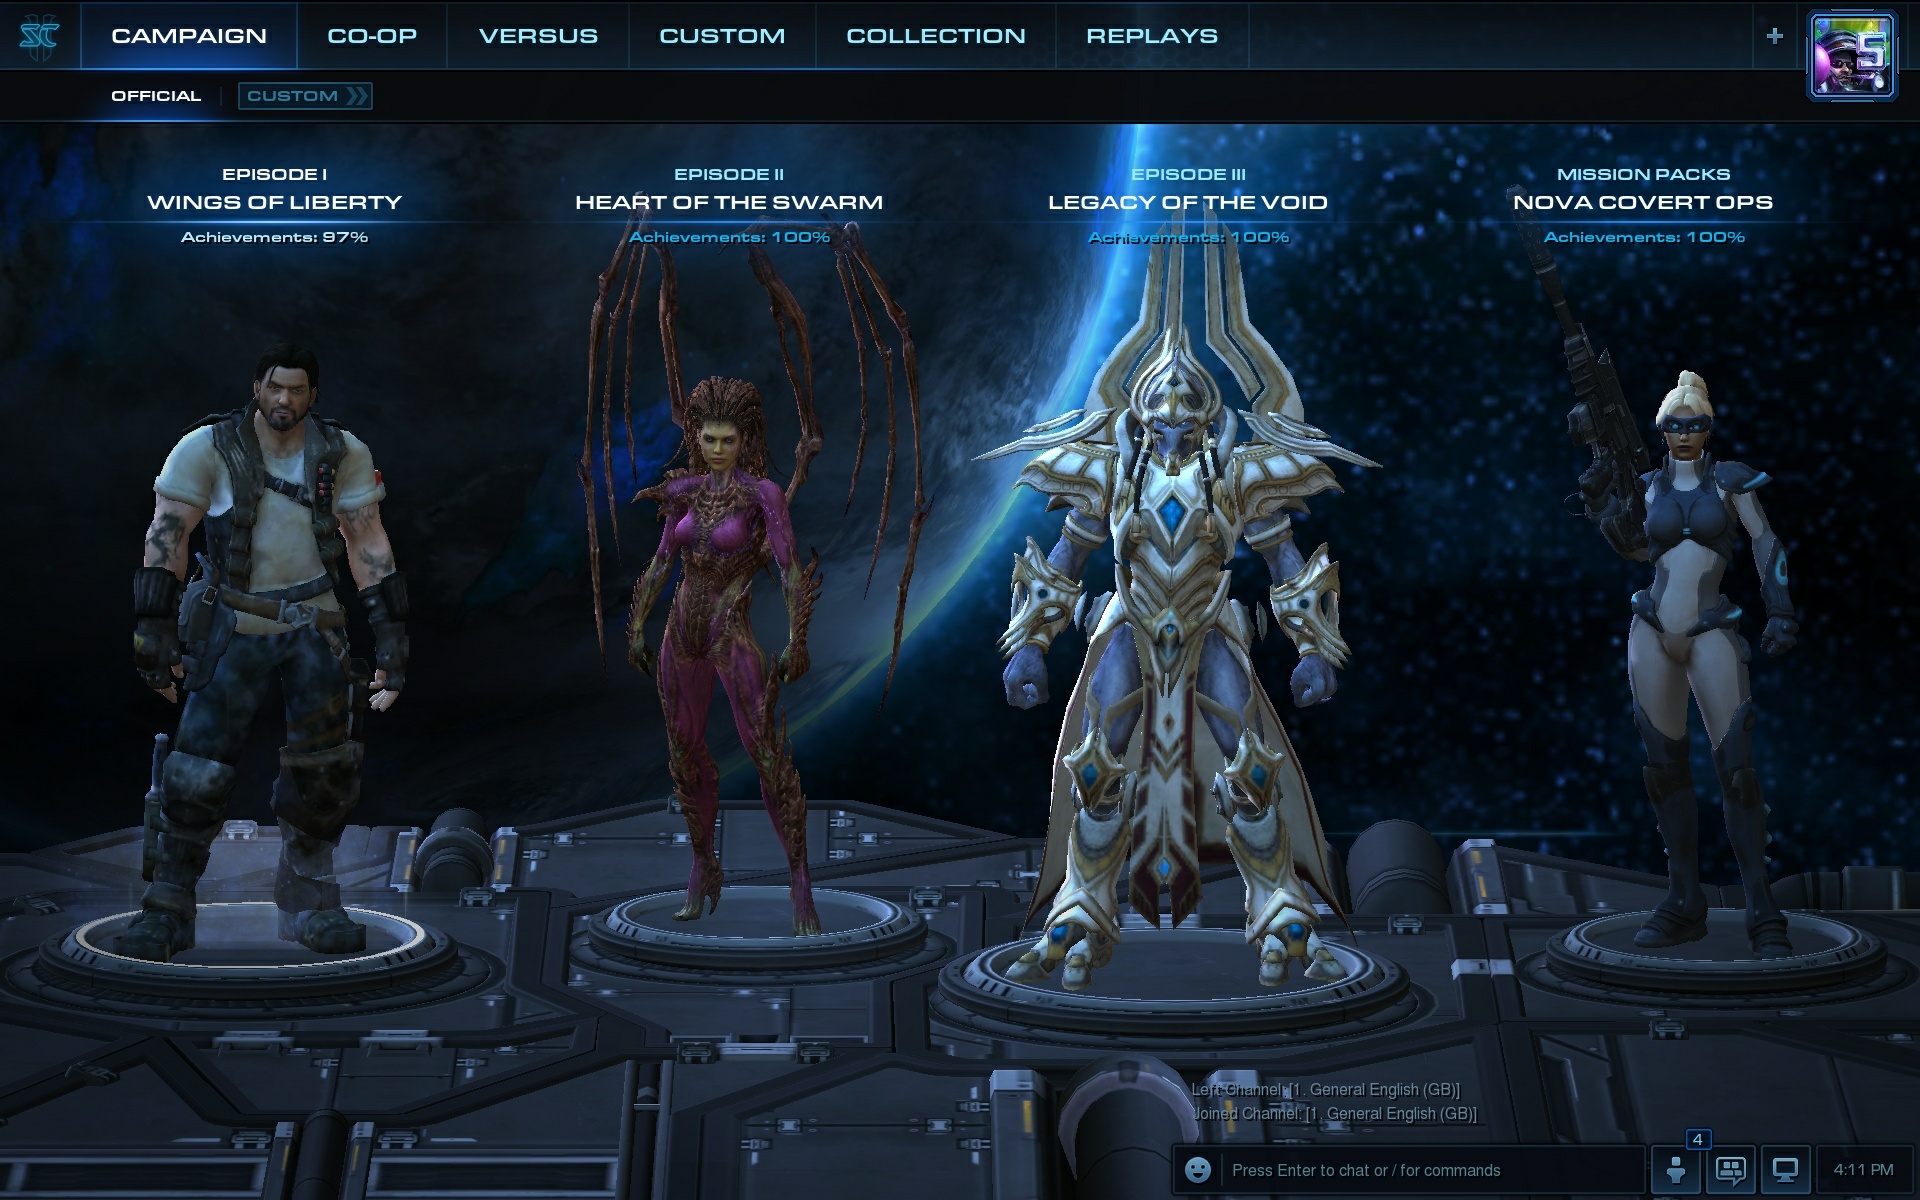 SC
CAMPAIGN
CO-OP
VERSUS
CUSTOM
COLLECTION
REPLAYS
+
5
OFFICIAL
CUSTOM
EPISODE I
WINGS OF LIBERTY
Achievements: 97%
EPISODE II
HEART OF THE SWARM
Achievements: 100%
EPISODE III
LEGACY OF THE VOID
Achievements: 100%
MISSION PACKS
NOVA COVERT OPS
Achievements: 100%
Left Channel: [1. General English (GB)]
Joined Channel: [1. General English (GB)]
4
Press Enter to chat or / for commands
4:11 PM